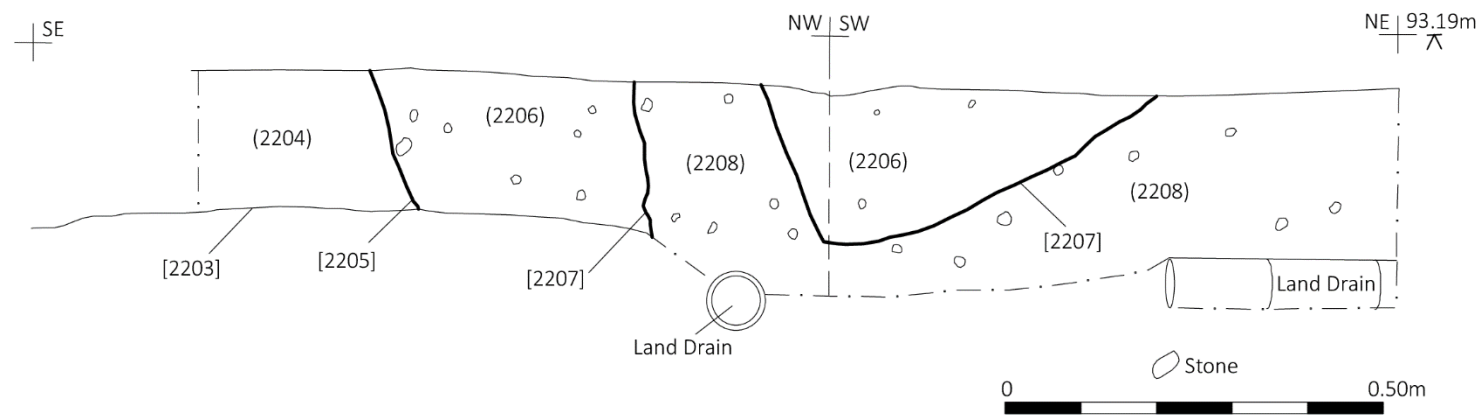 SE
NW SW
NE 93.19m
(2204)
(2206)
(2208)
(2206)
(2208)
[2203]
[2205]
[2207]
[2207]
Land Drain
Land Drain
Stone
0 0.50m